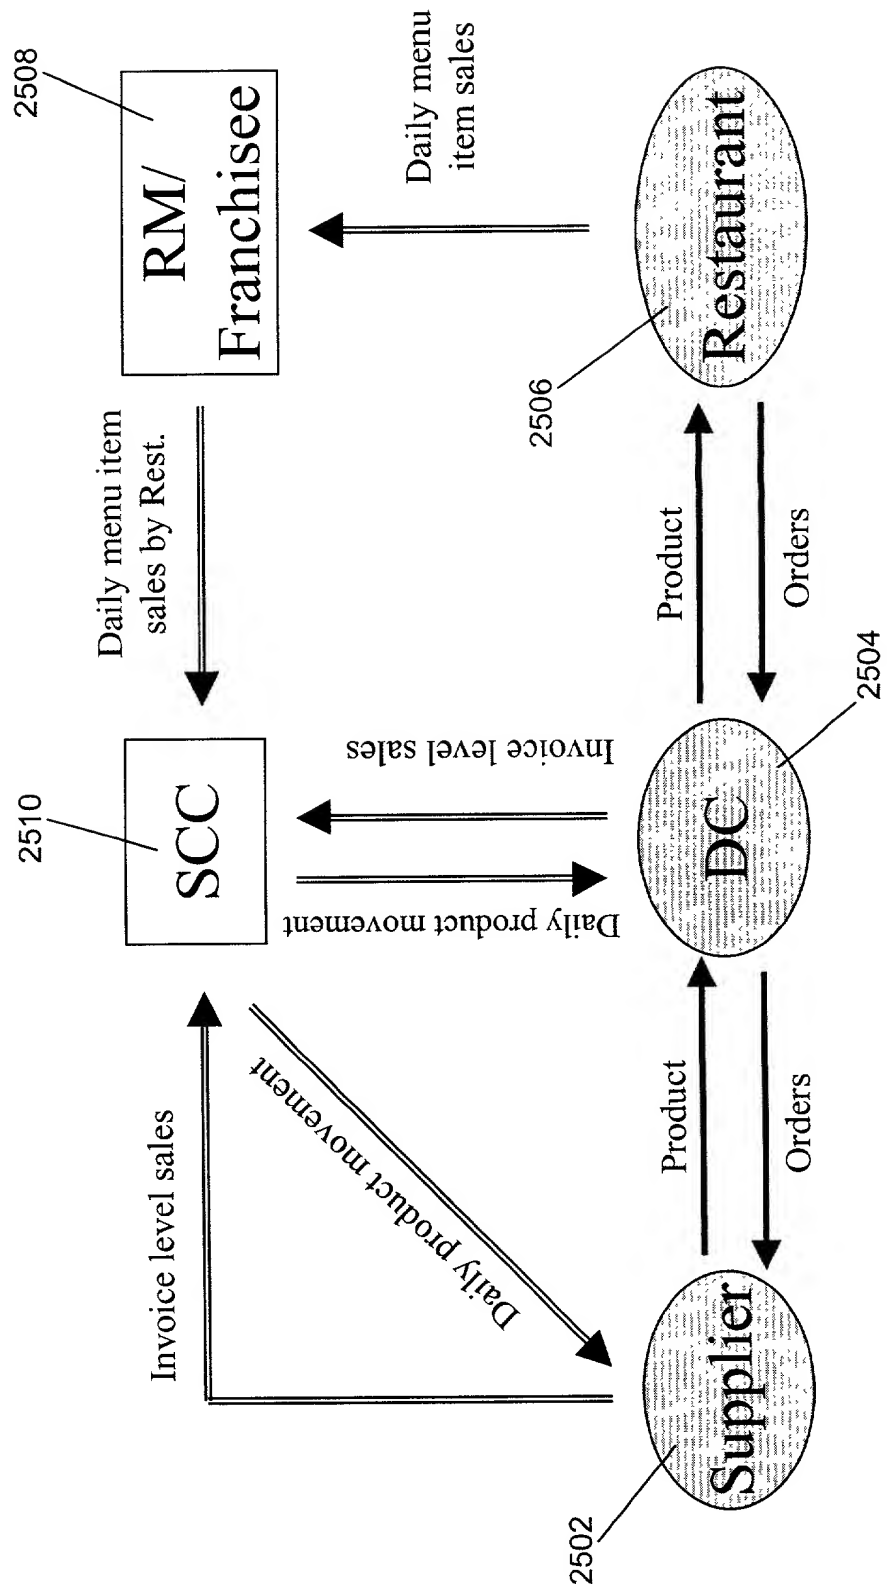 2510
2508
SCC
RM/
Franchisee
Daily menu item
sales by Rest.
Invoice level sales
Daily product movement
Daily product movement
Invoice level sales
Daily menu
item sales
2502
Supplier
Product
Orders
DC
2504
Product
Orders
2506
Restaurant